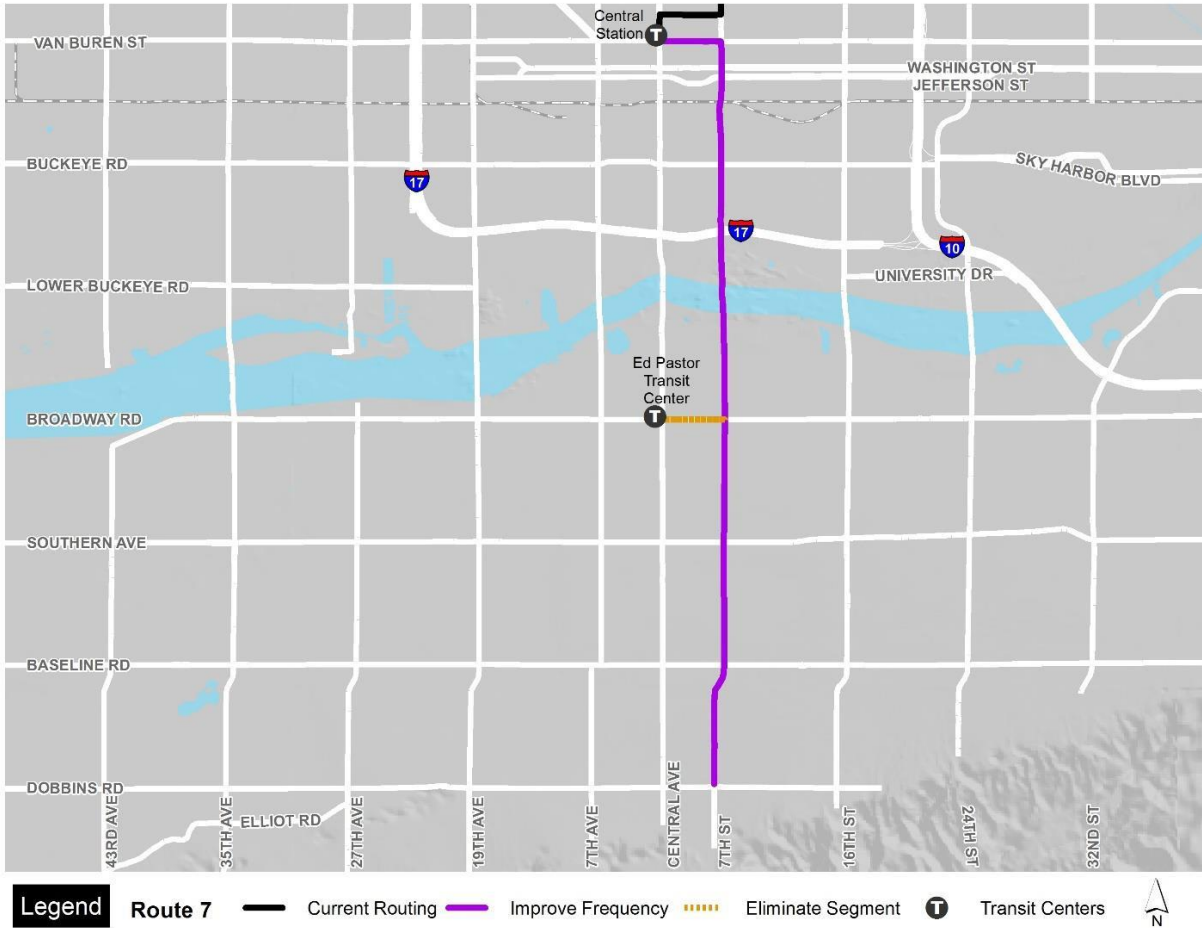 Central
Station
T
VAN BUREN ST
WASHINGTON ST
JEFFERSON ST
BUCKEYE RD
SKY HARBOR BLVD
17
17
10
LOWER BUCKEYE RD
UNIVERSITY DR
Ed Pastor
Transit
Center
T
BROADWAY RD
SOUTHERN AVE
BASELINE RD
DOBBINS RD
ELLIOT RD
43RD AVE
35TH AVE
27TH AVE
19TH AVE
7TH AVE
CENTRAL AVE
7TH ST
16TH ST
24TH ST
32ND ST
Legend Route 7 Current Routing Improve Frequency Eliminate Segment T Transit Centers N